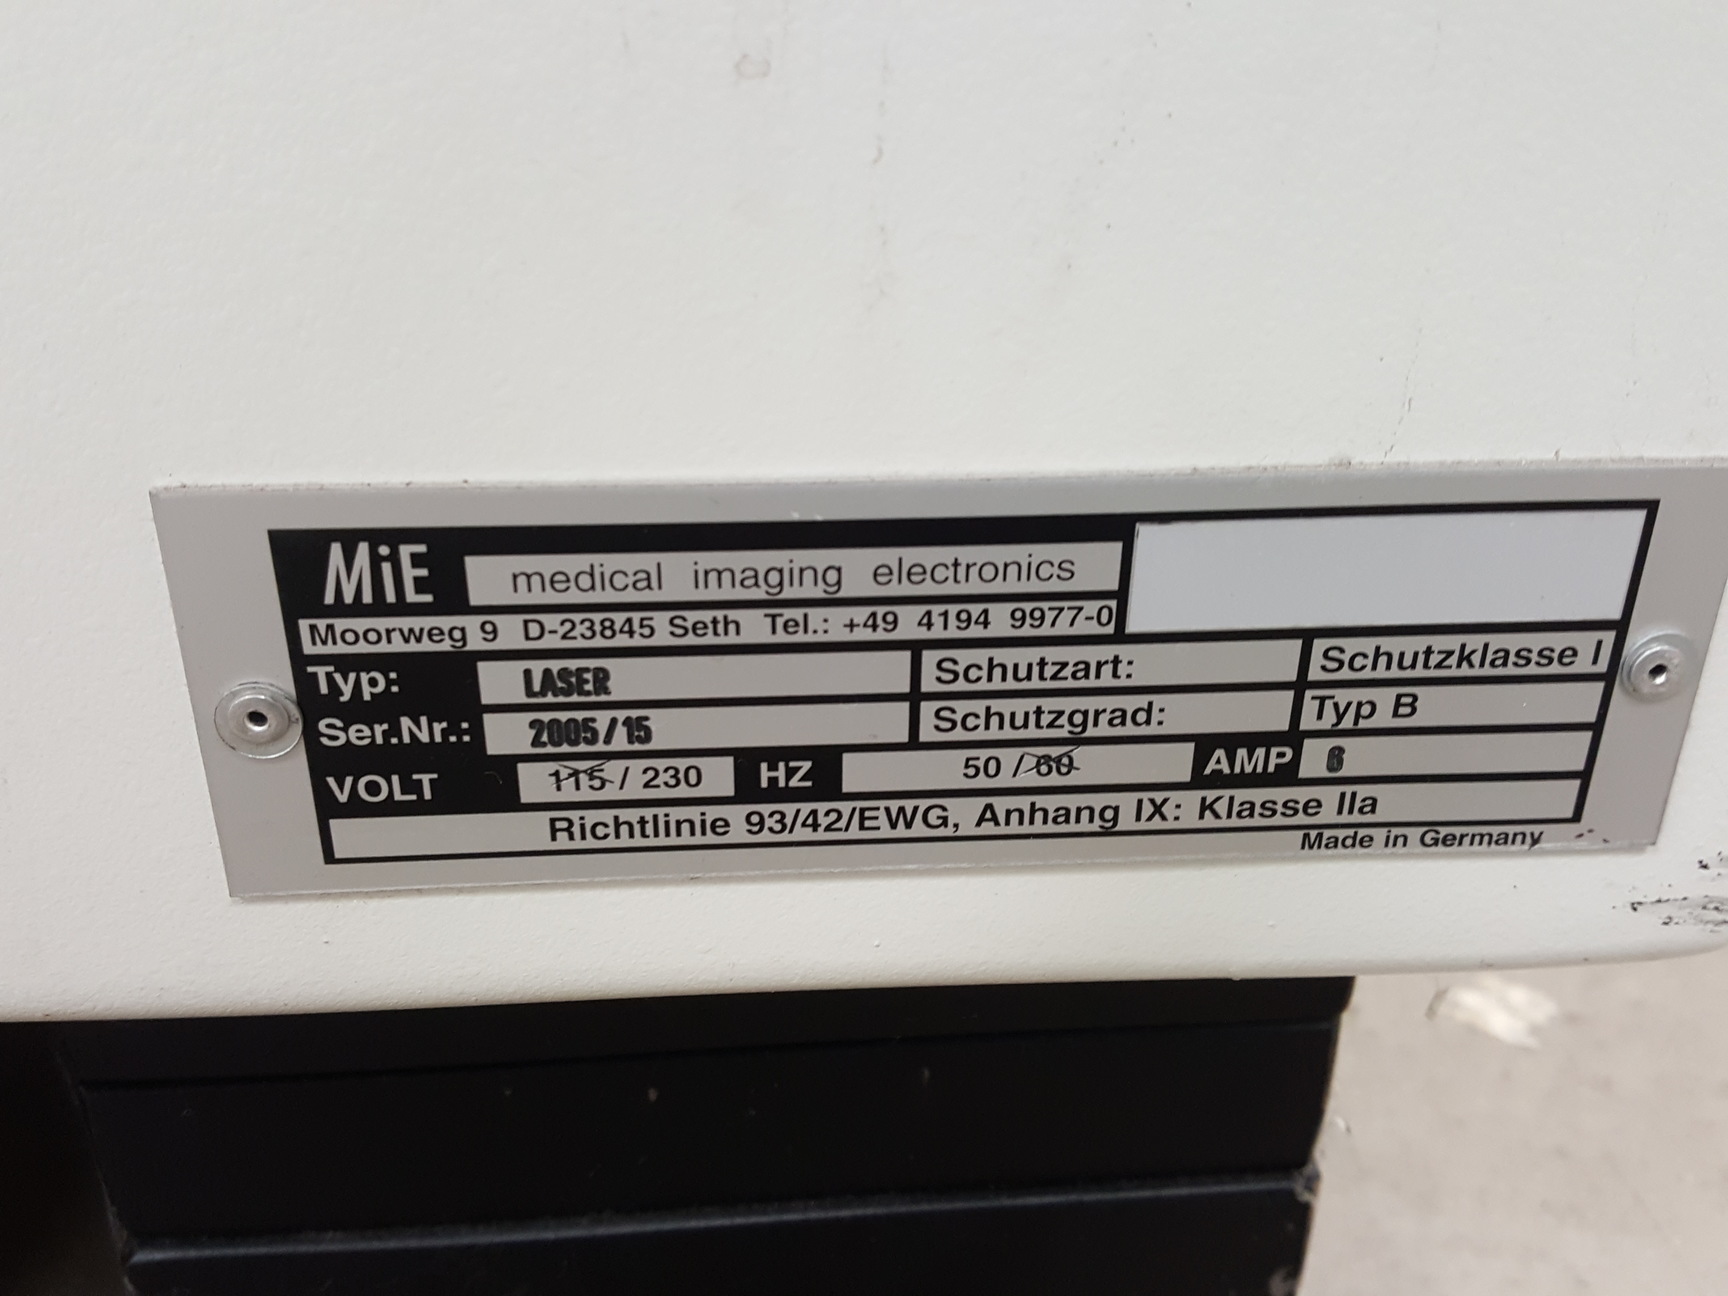 MiE medical imaging electronics
Moorweg 9 D-23845 Seth Tel.: +49 4194 9977-0
Typ: LASER Schutzart: Schutzklasse I
Ser.Nr.: 2005/15 Schutzgrad: Typ B
VOLT 115 / 230 HZ 50 / 60 AMP 6
Richtlinie 93/42/EWG, Anhang IX: Klasse IIa
Made in Germany